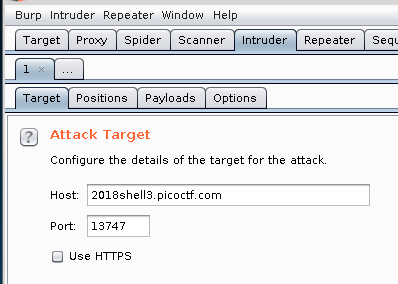 Burp Intruder Repeater Window Help
Target Proxy Spider Scanner Intruder Repeater Sequ
1 × ...
Target Positions Payloads Options
? Attack Target
Configure the details of the target for the attack.
Host: 2018shell3.picoctf.com
Port: 13747
Use HTTPS